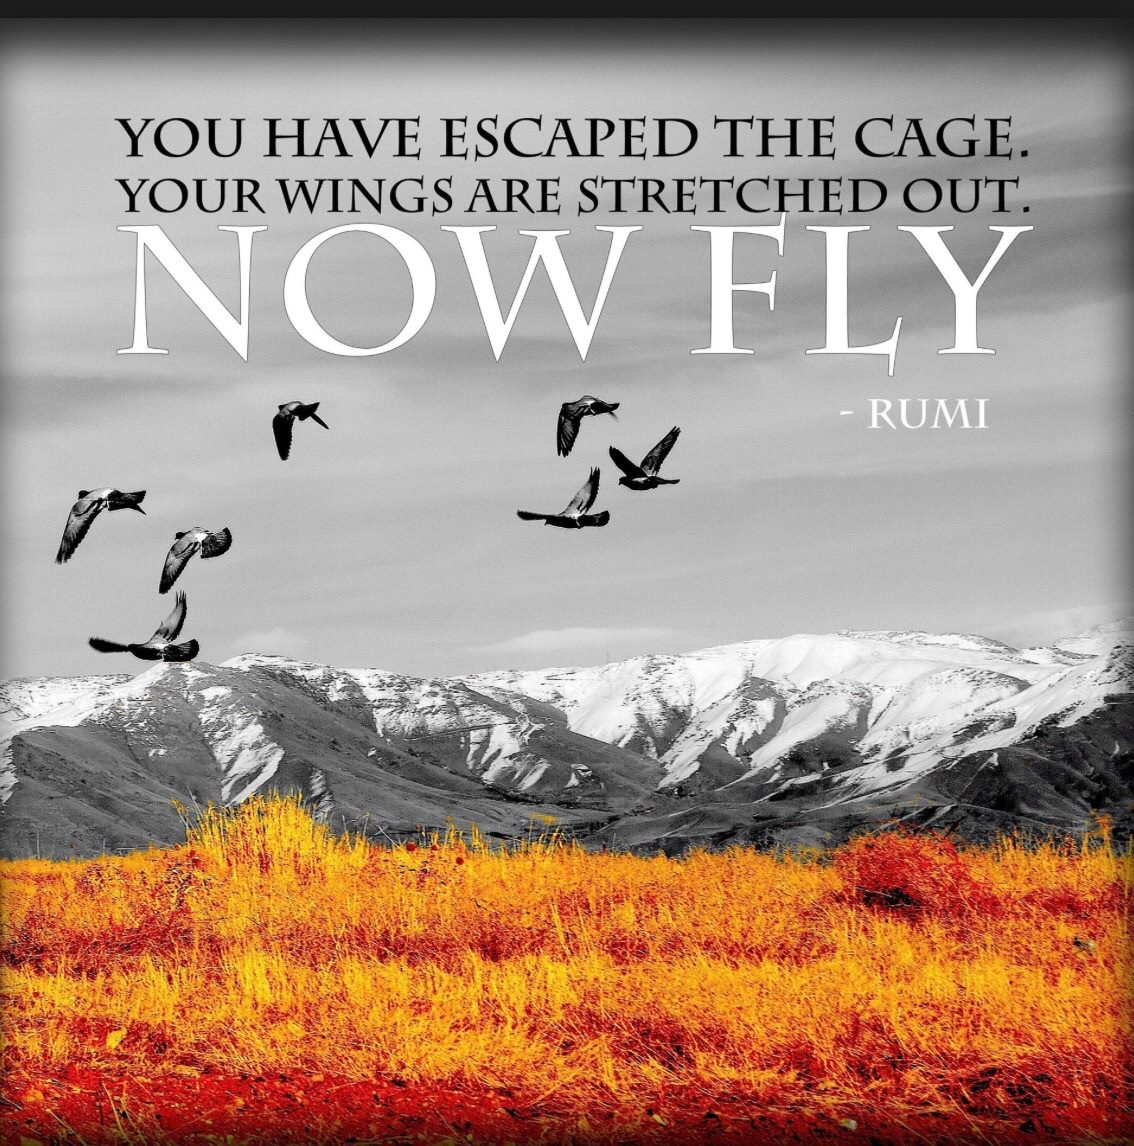 YOU HAVE ESCAPED THE CAGE.
YOUR WINGS ARE STRETCHED OUT.
NOW FLY
- RUMI